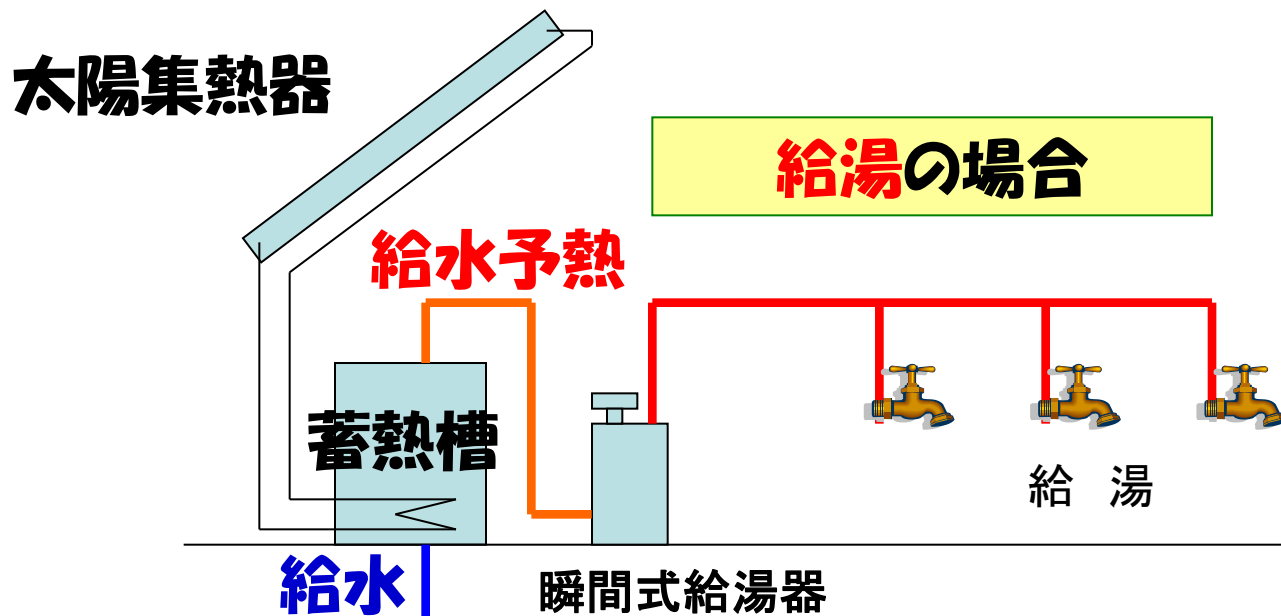 太陽集熱器
給湯の場合
給水予熱
蓄熱槽
給　湯
給水
瞬間式給湯器